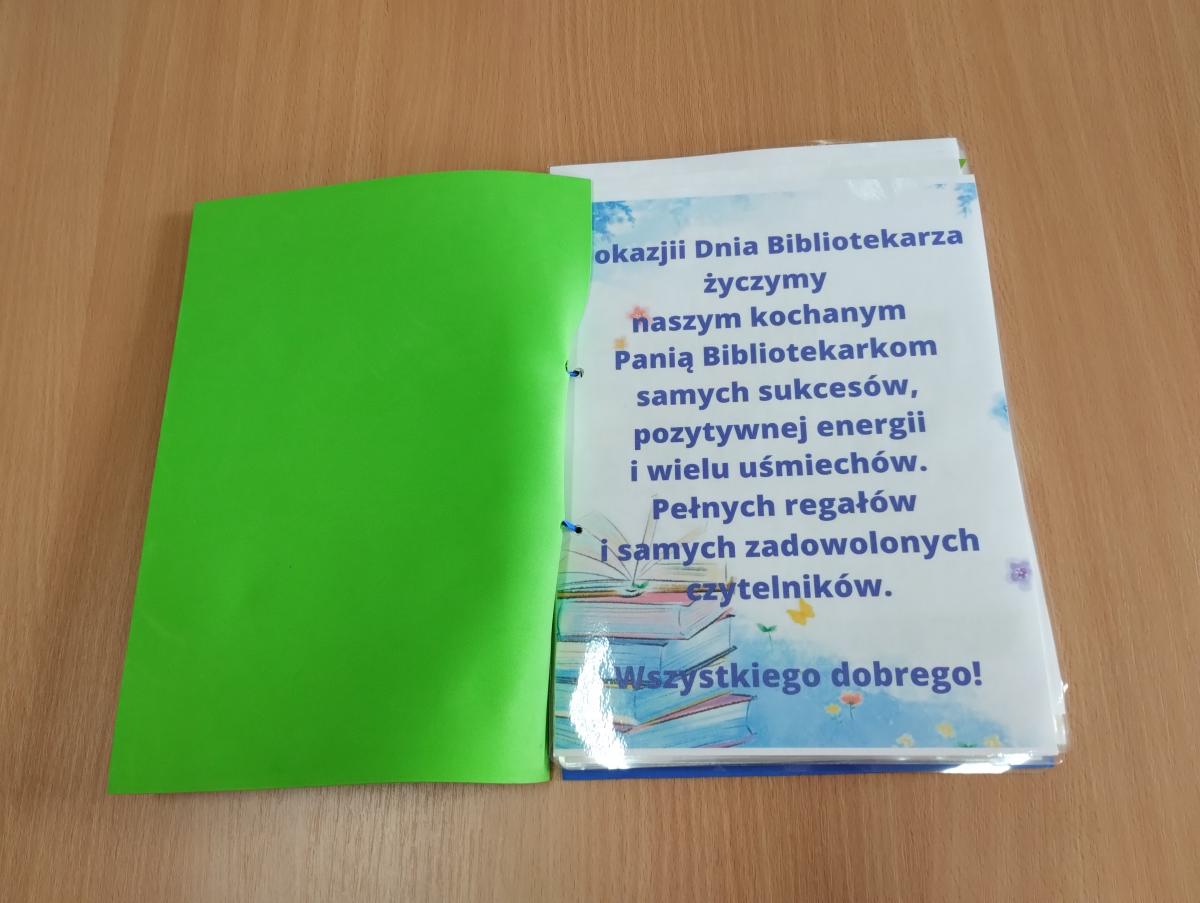 okazjii Dnia Bibliotekarza
życzymy
naszym kochanym
Panią Bibliotekarkom
samych sukcesów,
pozytywnej energii
i wielu uśmiechów.
Pełnych regałów
i samych zadowolonych
czytelników.
Wszystkiego dobrego!